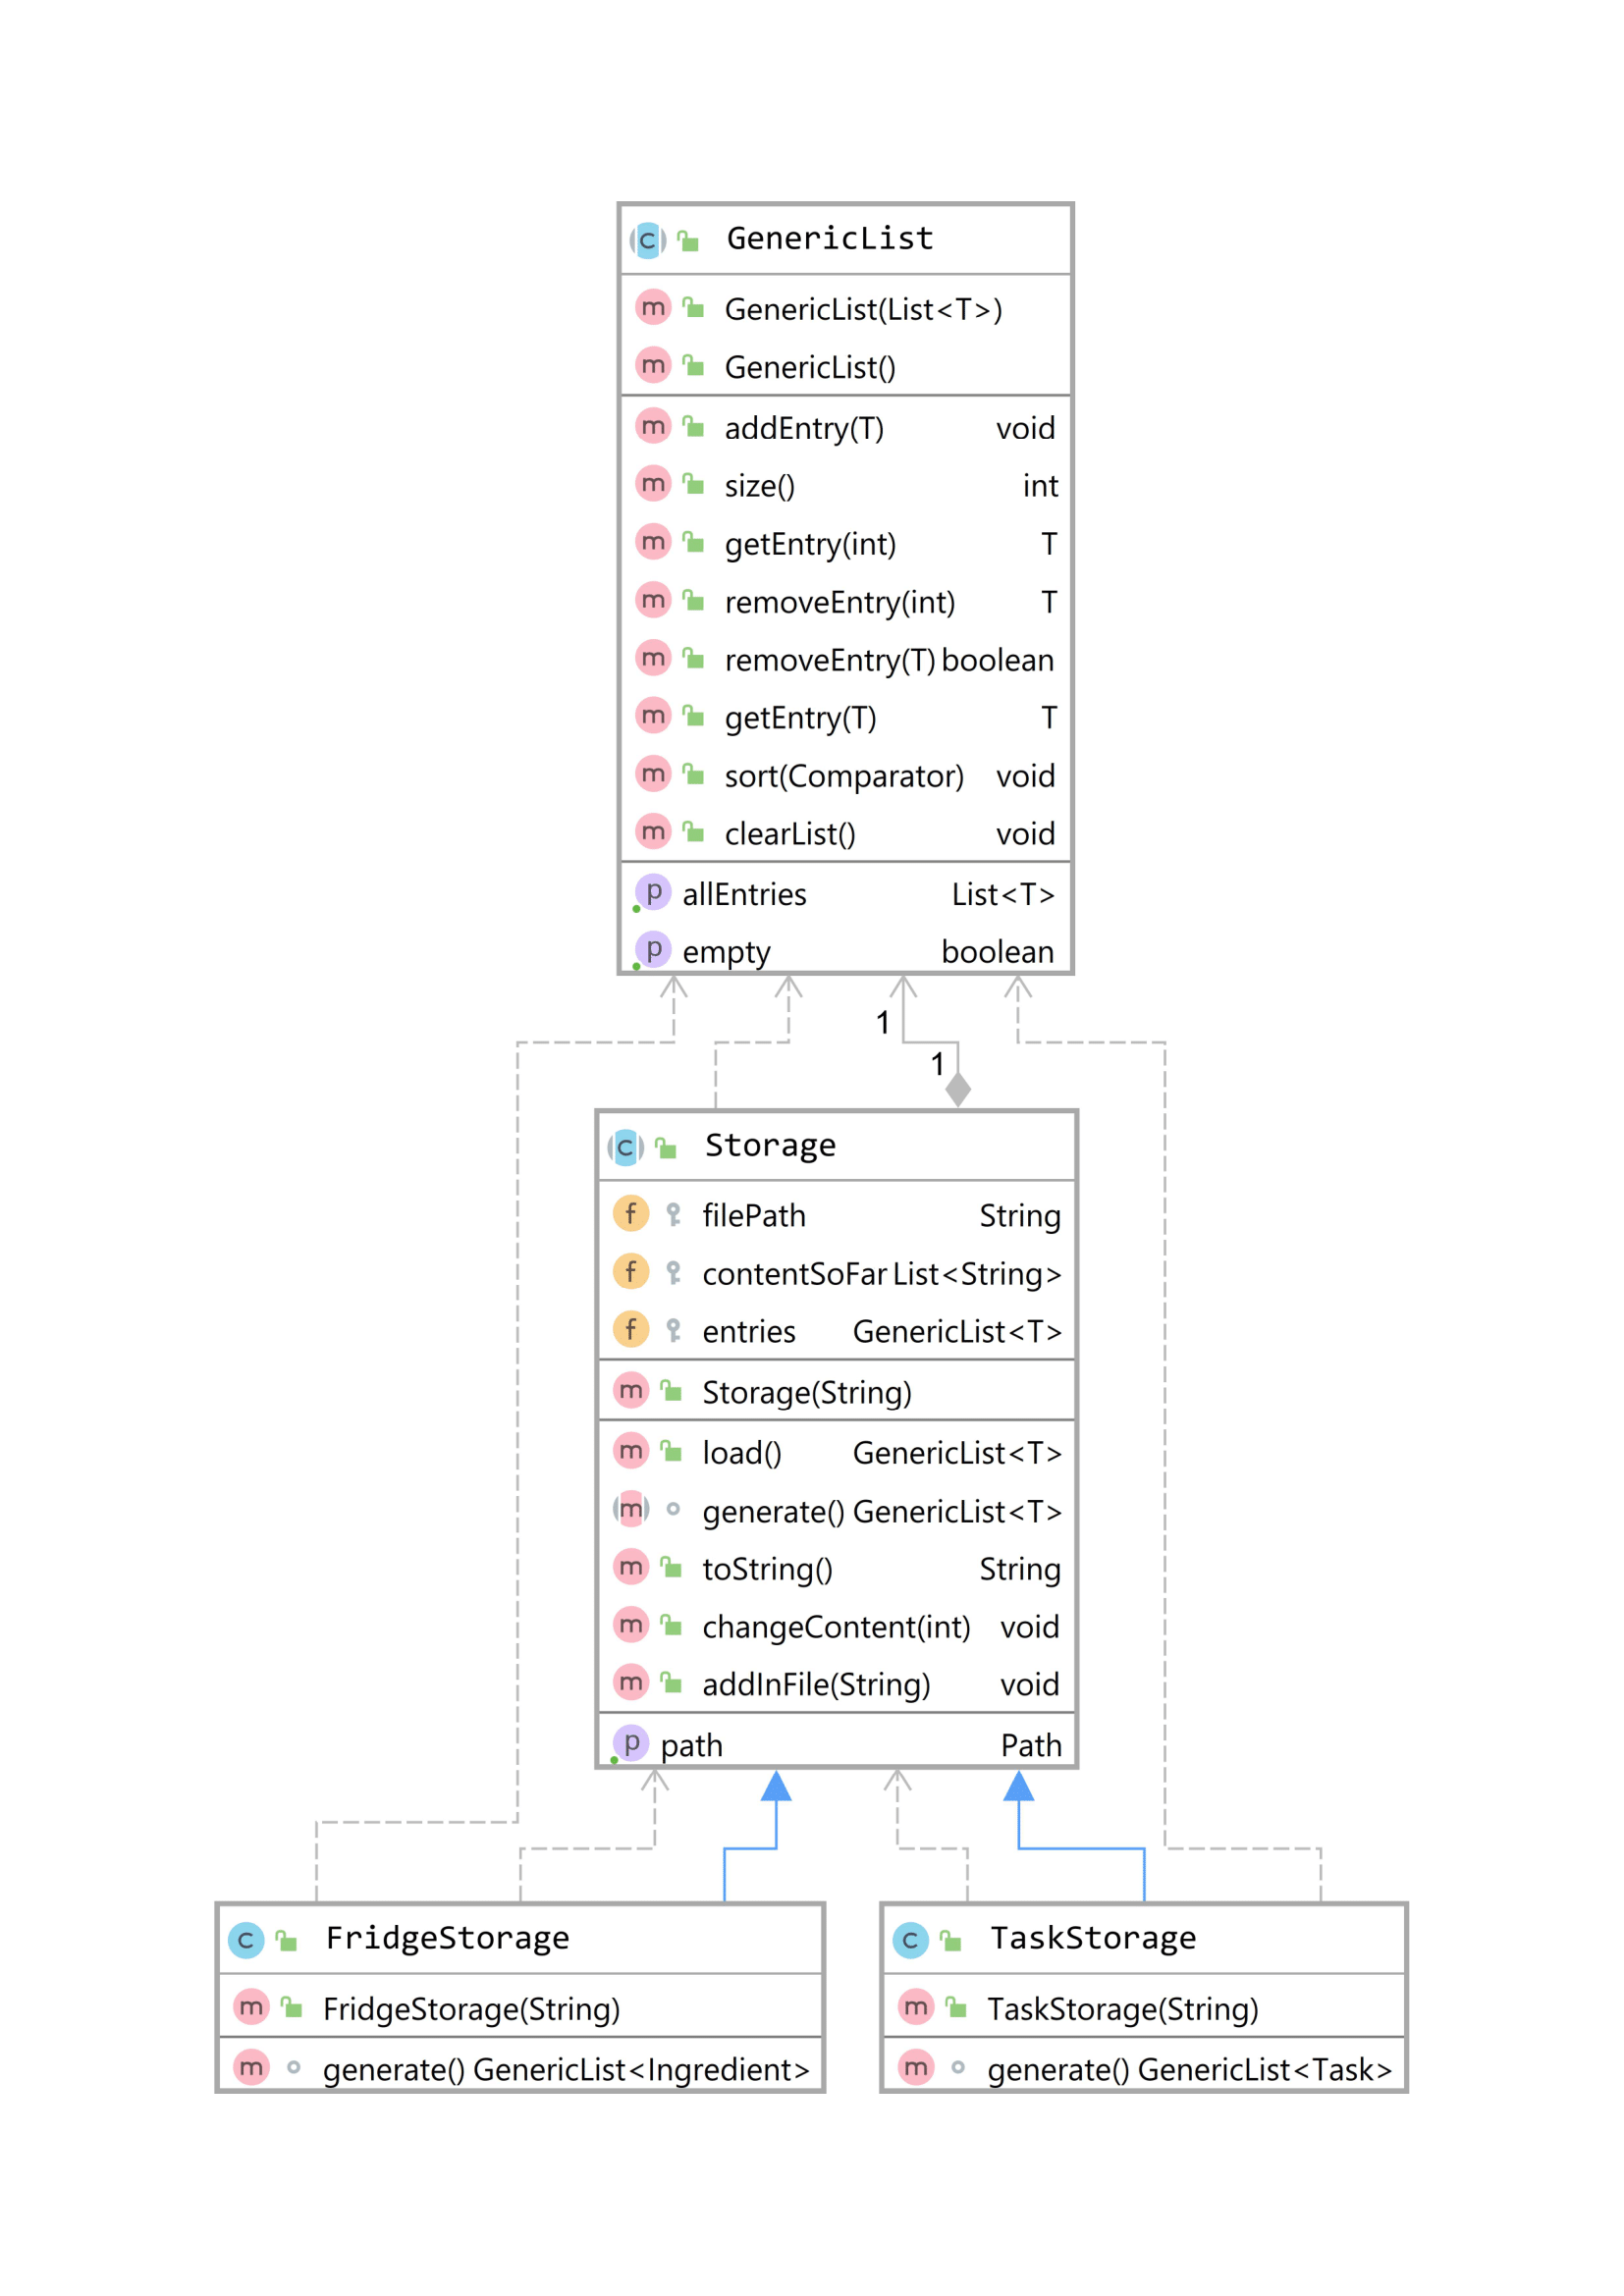 GenericList
GenericList(List<T>)
GenericList()
addEntry(T) void
size() int
getEntry(int) T
removeEntry(int) T
removeEntry(T) boolean
getEntry(T) T
sort(Comparator) void
clearList() void
allEntries List<T>
empty boolean
1
1
Storage
filePath String
contentSoFar List<String>
entries GenericList<T>
Storage(String)
load() GenericList<T>
generate() GenericList<T>
toString() String
changeContent(int) void
addInFile(String) void
path Path
FridgeStorage
FridgeStorage(String)
generate() GenericList<Ingredient>
TaskStorage
TaskStorage(String)
generate() GenericList<Task>